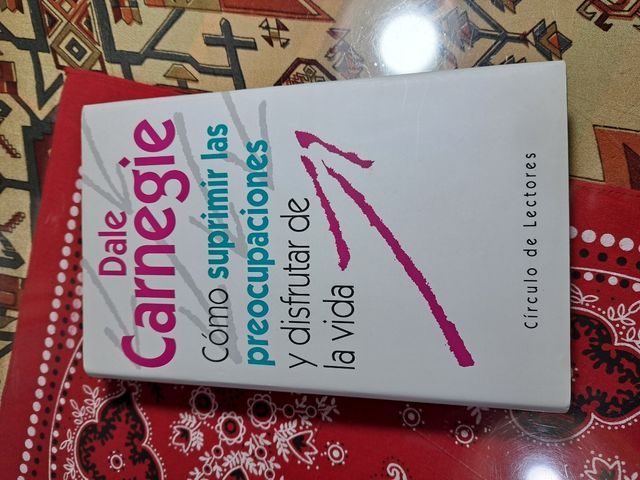 Dale
Carnegie
Cómo suprimir las
preocupaciones
y disfrutar de
la vida
Círculo de Lectores